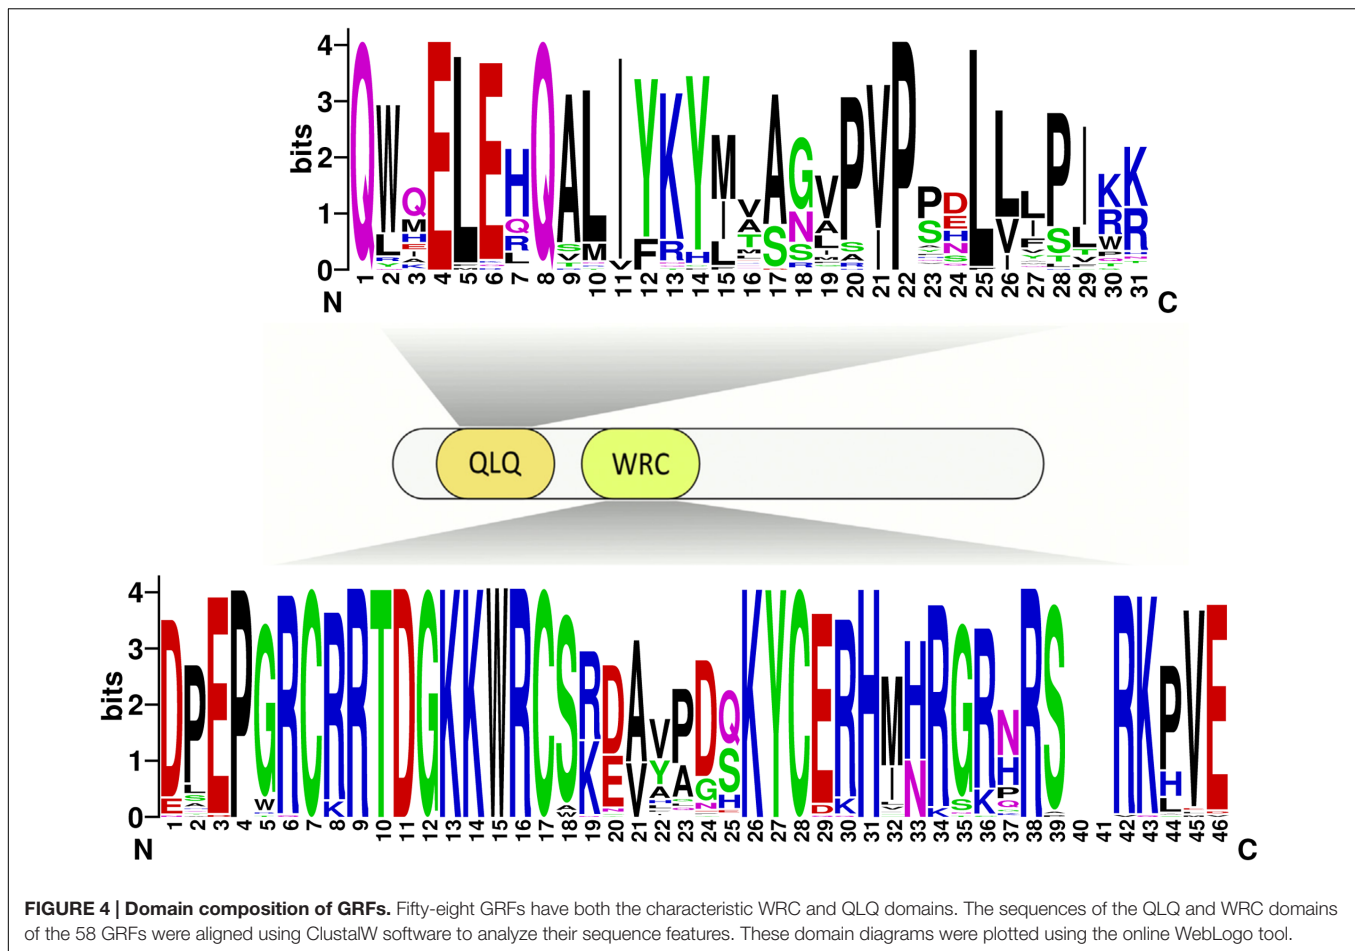 4
3
2
1
0
bits
Q W Q E L E H Q A L I Y K Y M V A G V P V P P D L L L P I K K
1 2 3 4 5 6 7 8 9 10 11 12 13 14 15 16 17 18 19 20 21 22 23 24 25 26 27 28 29 30 31
N C
QLQ WRC
4
3
2
1
0
bits
D P E P G R C R R T D G K K W R C S R D A V P D Q K Y C E R H M H R G R N R S R K P V E
1 2 3 4 5 6 7 8 9 10 11 12 13 14 15 16 17 18 19 20 21 22 23 24 25 26 27 28 29 30 31 32 33 34 35 36 37 38 39 40 41 42 43 44 45 46
N C
FIGURE 4 | Domain composition of GRFs. Fifty-eight GRFs have both the characteristic WRC and QLQ domains. The sequences of the QLQ and WRC domains
of the 58 GRFs were aligned using ClustalW software to analyze their sequence features. These domain diagrams were plotted using the online WebLogo tool.